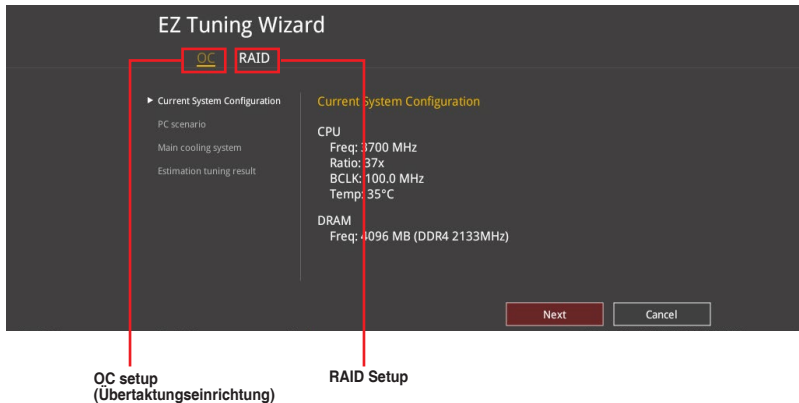 EZ Tuning Wizard
OC RAID
▶ Current System Configuration
PC scenario
Main cooling system
Estimation tuning result
Current System Configuration
CPU
Freq: 3700 MHz
Ratio: 37x
BCLK: 100.0 MHz
Temp: 35°C
DRAM
Freq: 4096 MB (DDR4 2133MHz)
Next Cancel
OC setup
(Übertaktungseinrichtung)
RAID Setup